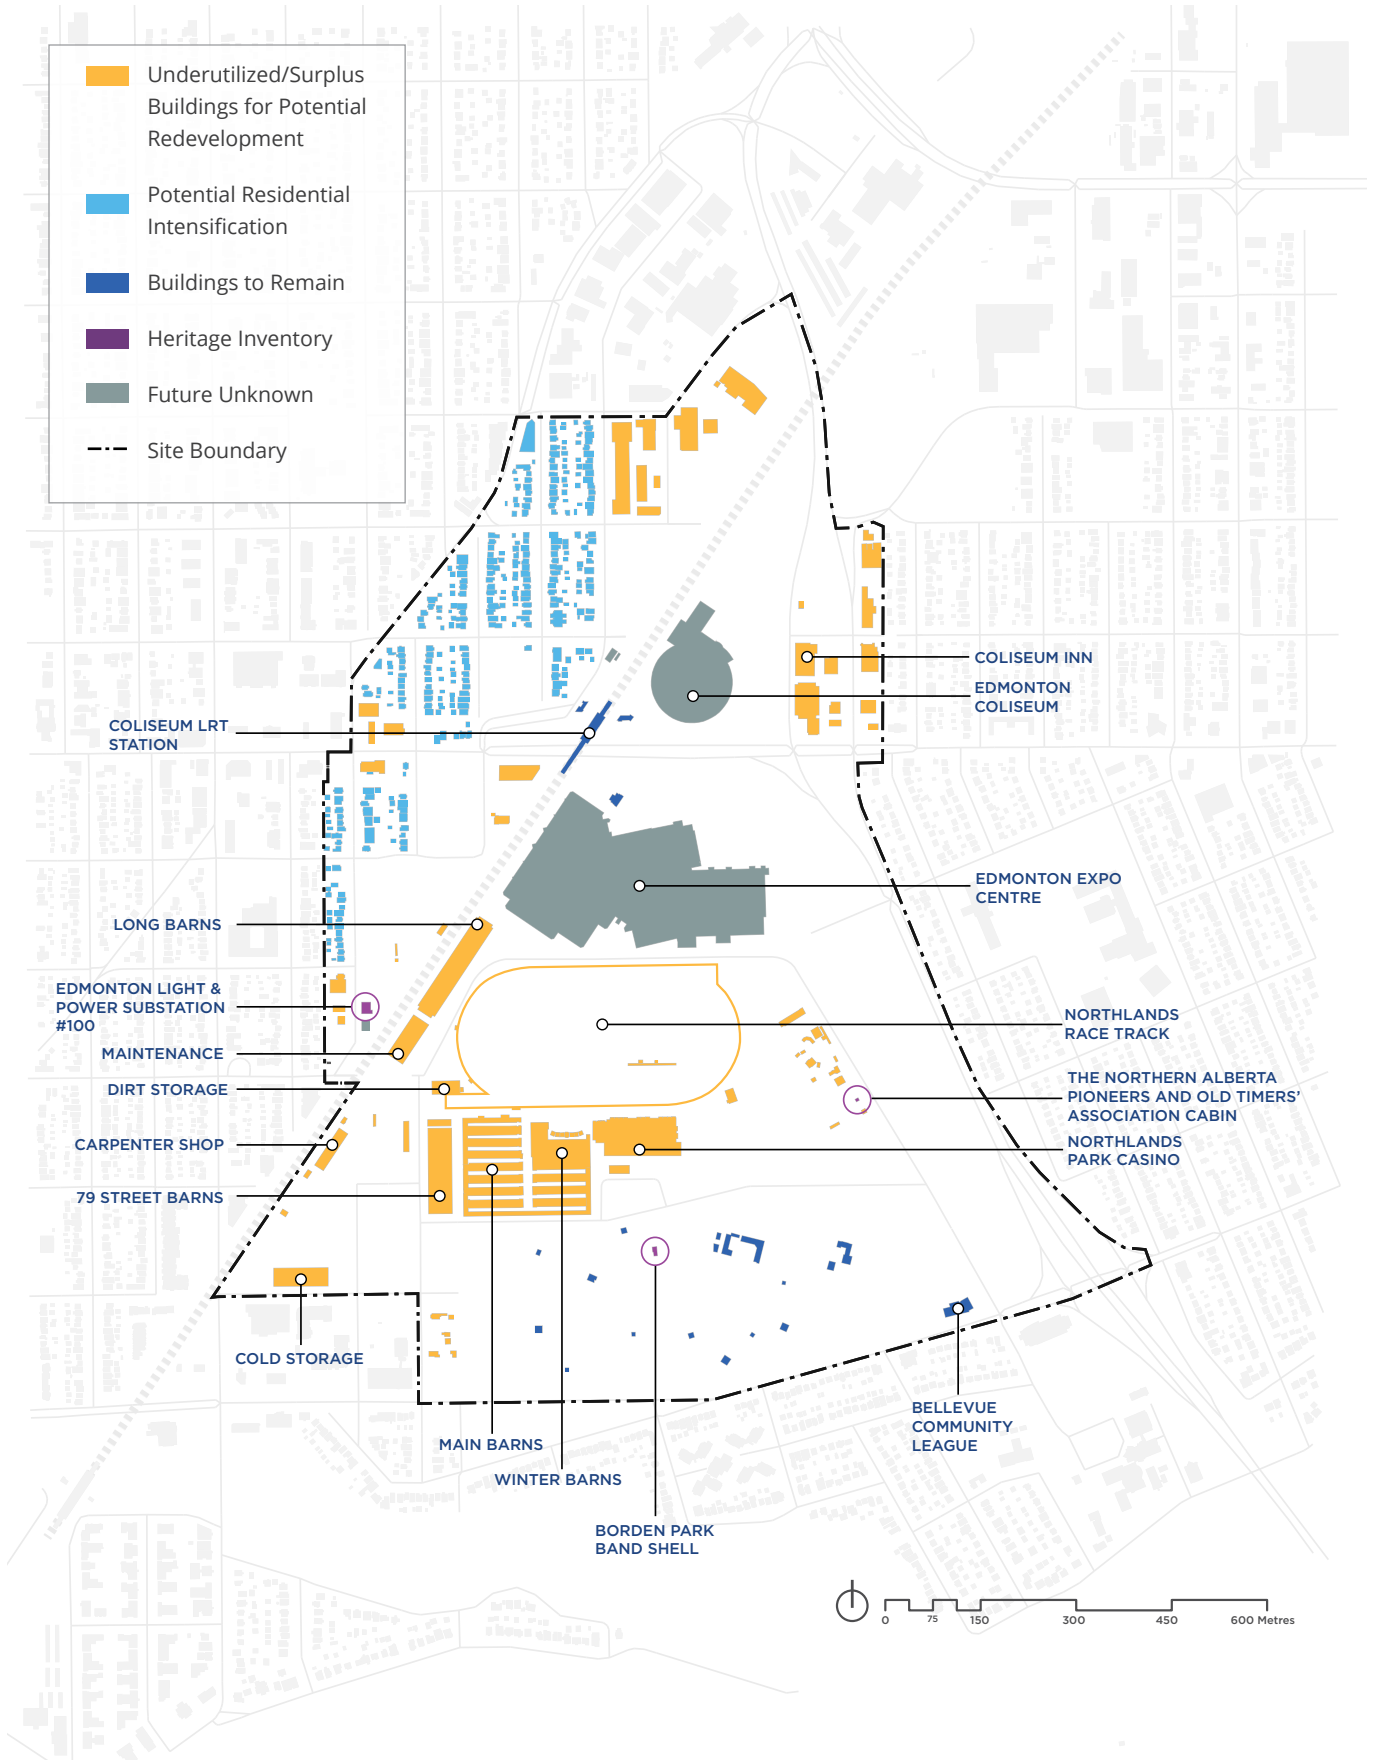 Underutilized/Surplus
Buildings for Potential
Redevelopment
Potential Residential
Intensification
Buildings to Remain
Heritage Inventory
Future Unknown
Site Boundary
COLISEUM INN
EDMONTON
COLISEUM
COLISEUM LRT
STATION
EDMONTON EXPO
CENTRE
LONG BARNS
EDMONTON LIGHT &
POWER SUBSTATION
#100
NORTHLANDS
RACE TRACK
MAINTENANCE
DIRT STORAGE
THE NORTHERN ALBERTA
PIONEERS AND OLD TIMERS'
ASSOCIATION CABIN
CARPENTER SHOP
NORTHLANDS
PARK CASINO
79 STREET BARNS
COLD STORAGE
BELLEVUE
COMMUNITY
LEAGUE
MAIN BARNS
WINTER BARNS
BORDEN PARK
BAND SHELL
0 75 150 300 450 600 Metres